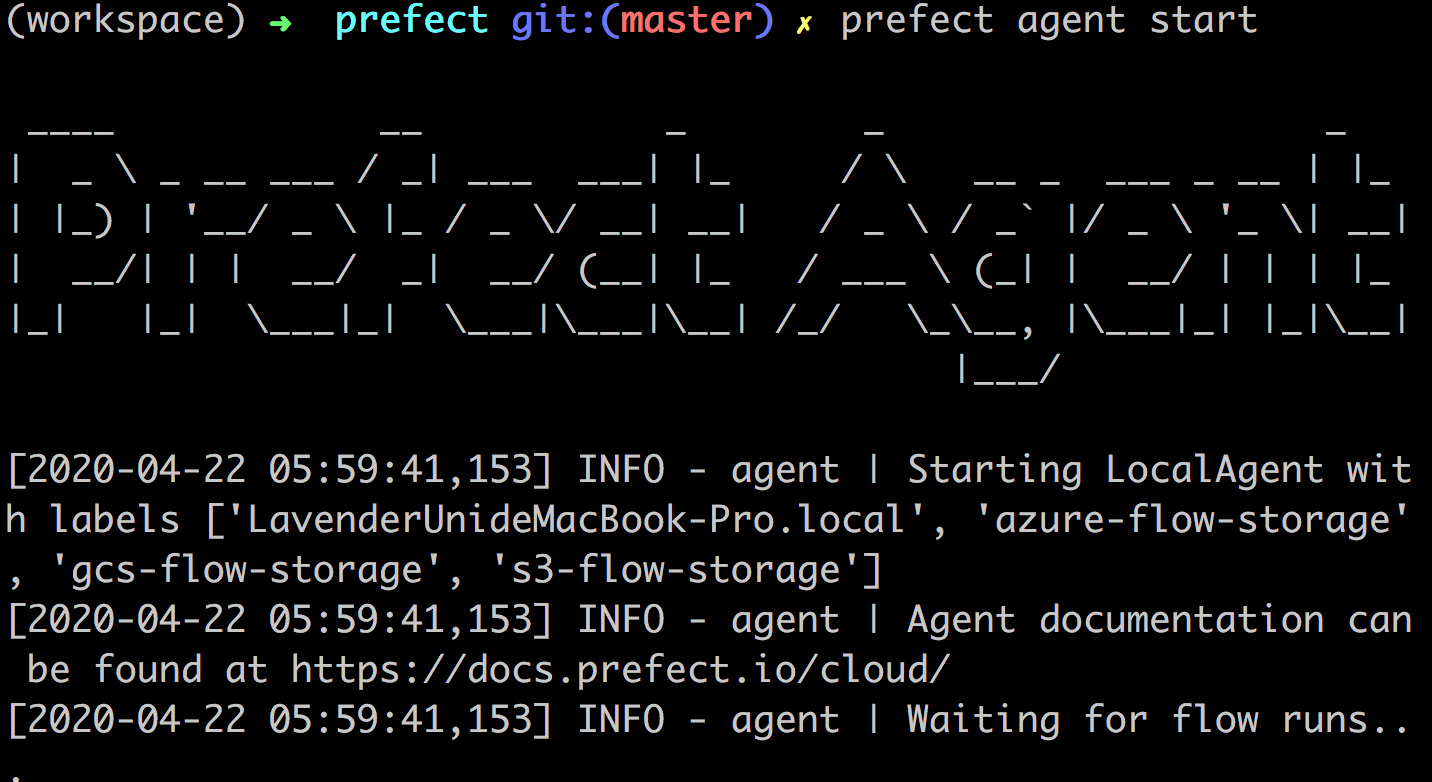 (workspace) ➜  prefect git:(master) ✗ prefect agent start
 ____            __           _        _                    _
|  _ \ _ __ ___ / _| ___  ___| |_     / \   __ _  ___ _ __ | |_
| |_) | '__/ _ \ |_ / _ \/ __| __|   / _ \ / _` |/ _ \ '_ \| __|
|  __/| | |  __/  _|  __/ (__| |_   / ___ \ (_| |  __/ | | | |_
|_|   |_|  \___|_|  \___|\___|\__| /_/   \_\__, |\___|_| |_|\__|
                                           |___/
[2020-04-22 05:59:41,153] INFO - agent | Starting LocalAgent wit
h labels ['LavenderUnideMacBook-Pro.local', 'azure-flow-storage'
, 'gcs-flow-storage', 's3-flow-storage']
[2020-04-22 05:59:41,153] INFO - agent | Agent documentation can
 be found at https://docs.prefect.io/cloud/
[2020-04-22 05:59:41,153] INFO - agent | Waiting for flow runs..
.